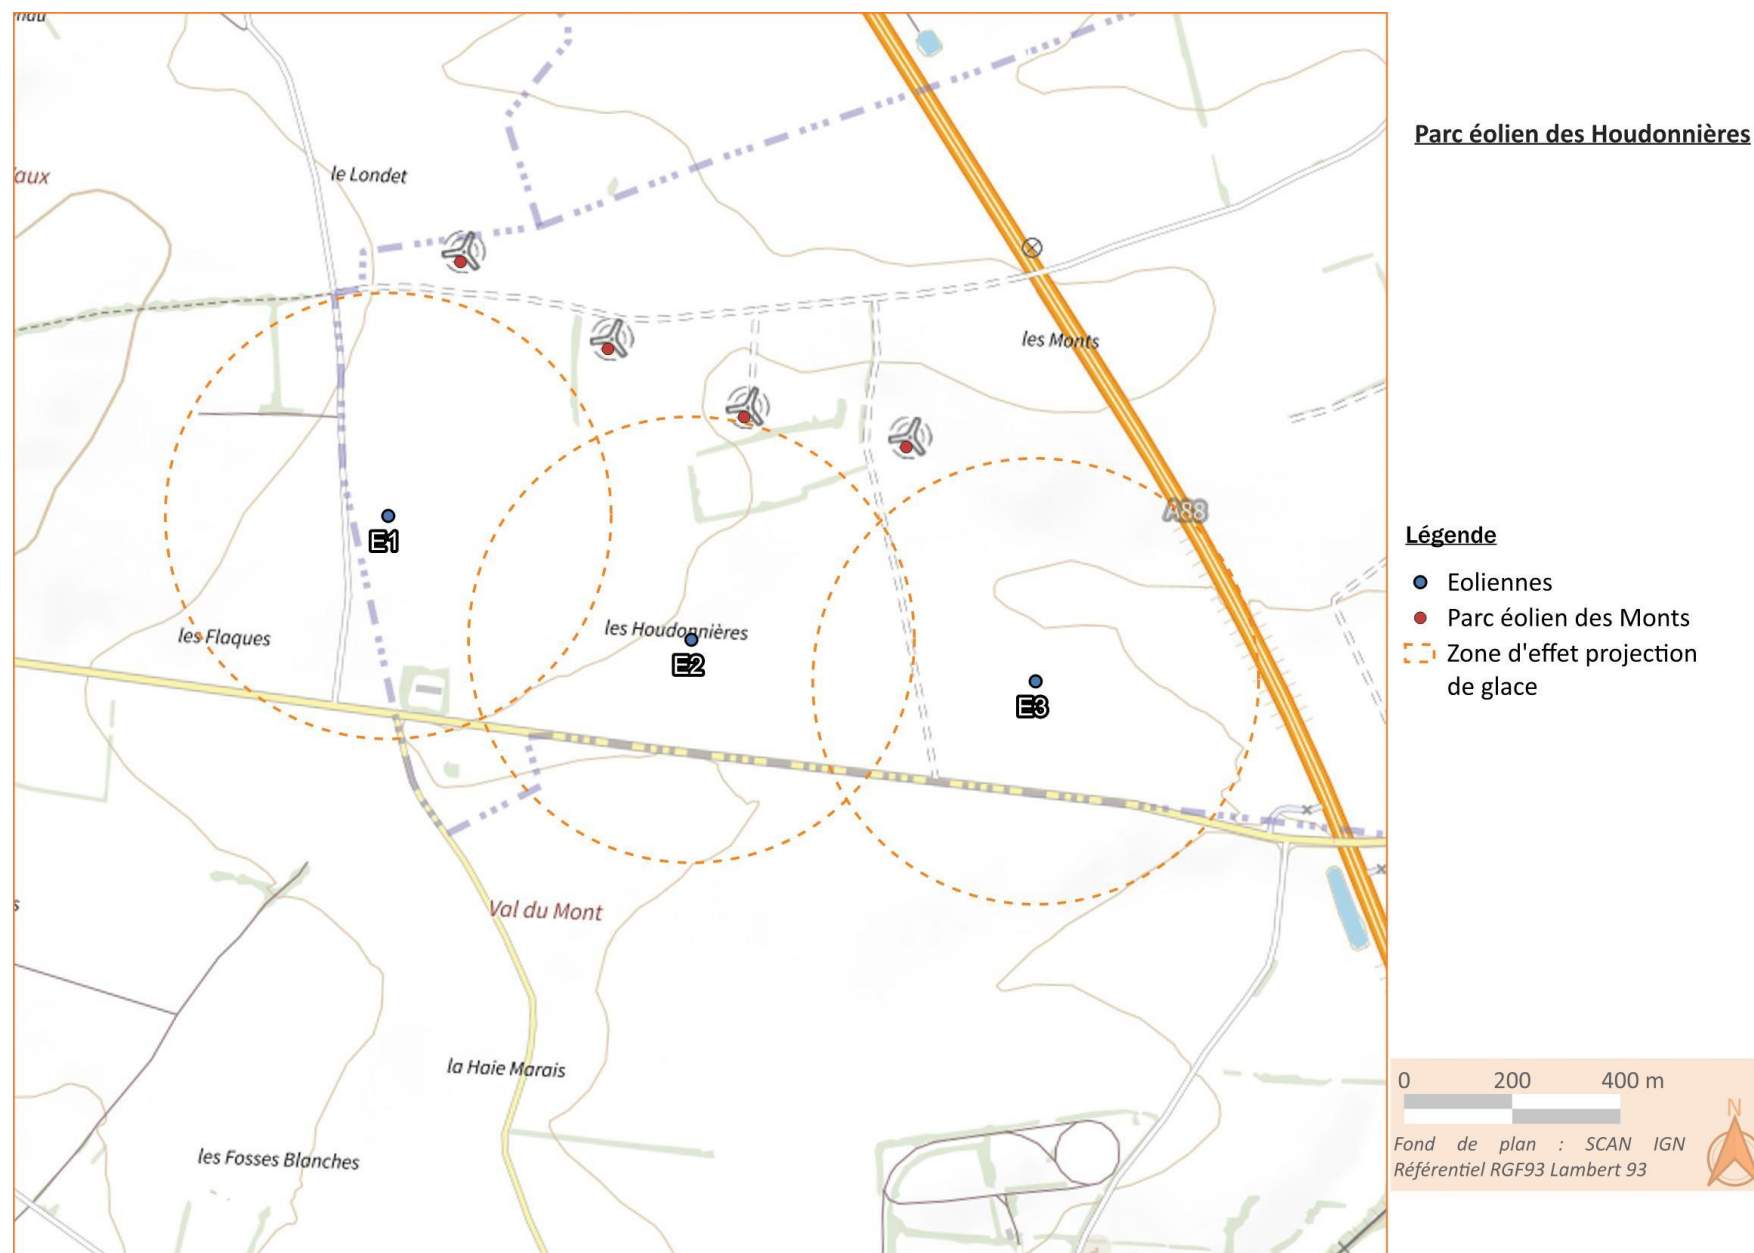 le Londet
Parc éolien des Houdonnières
les Monts
A88
E1
les Flaques
les Houdonnières
E2
E3
Val du Mont
la Haie Marais
les Fosses Blanches
Légende
Eoliennes
Parc éolien des Monts
Zone d'effet projection
de glace
0 200 400 m
N
Fond de plan : SCAN IGN
Référentiel RGF93 Lambert 93